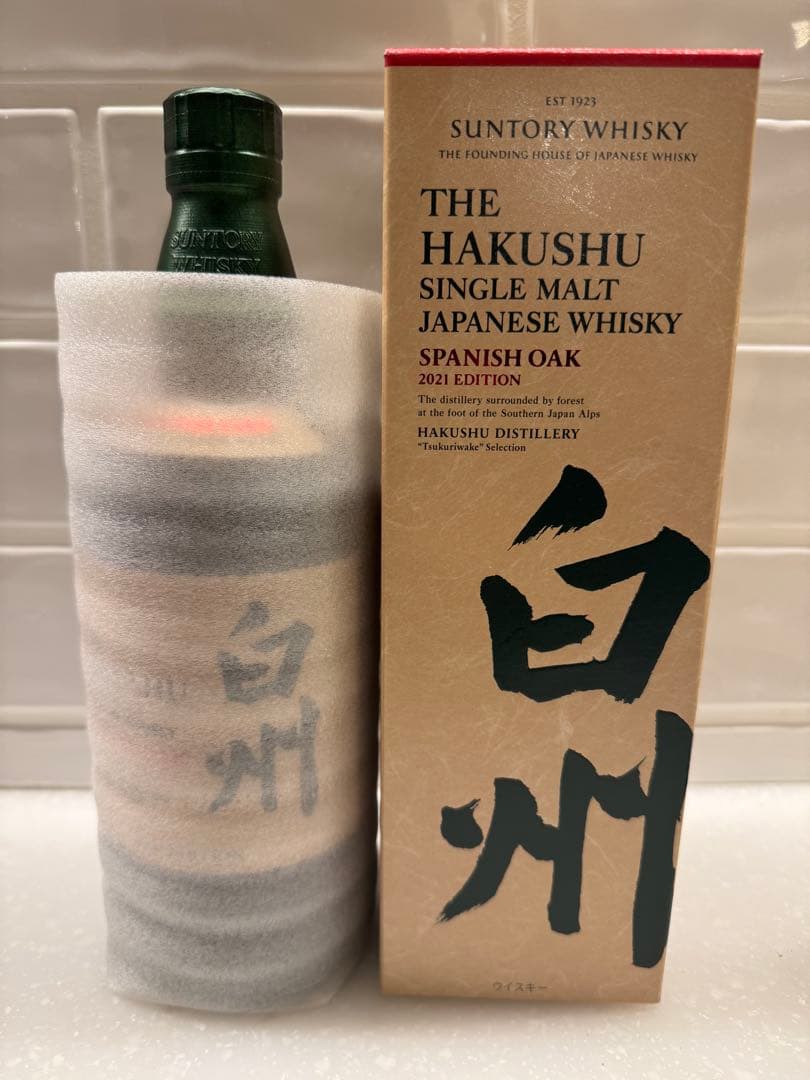 SUNTORY
WHISKY
白州
EST 1923
SUNTORY WHISKY
THE FOUNDING HOUSE OF JAPANESE WHISKY
THE
HAKUSHU
SINGLE MALT
JAPANESE WHISKY
SPANISH OAK
2021 EDITION
The distillery surrounded by forest
at the foot of the Southern Japan Alps
HAKUSHU DISTILLERY
“Tsukuriwake” Selection
白州
ウイスキー